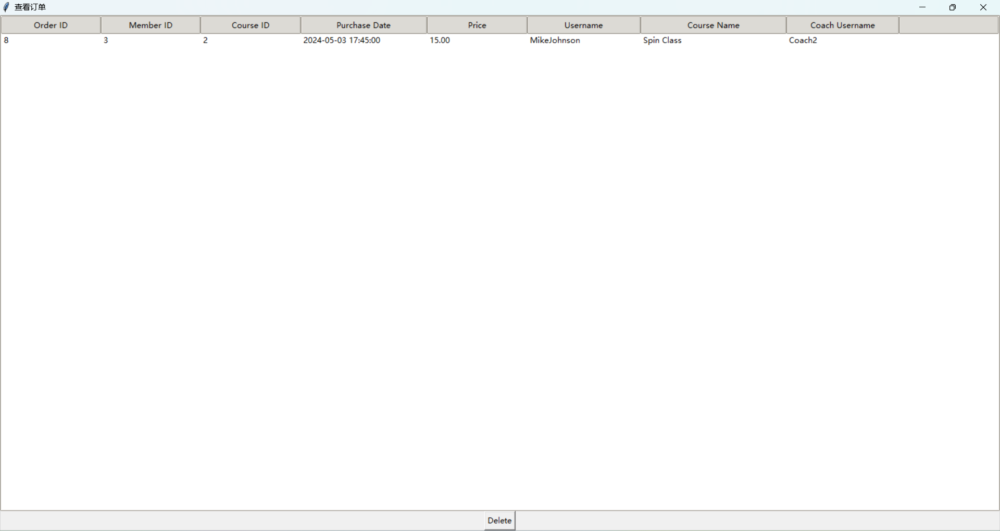 查看订单
Order ID Member ID Course ID Purchase Date Price Username Course Name Coach Username
8 3 2 2024-05-03 17:45:00 15.00 MikeJohnson Spin Class Coach2
Delete